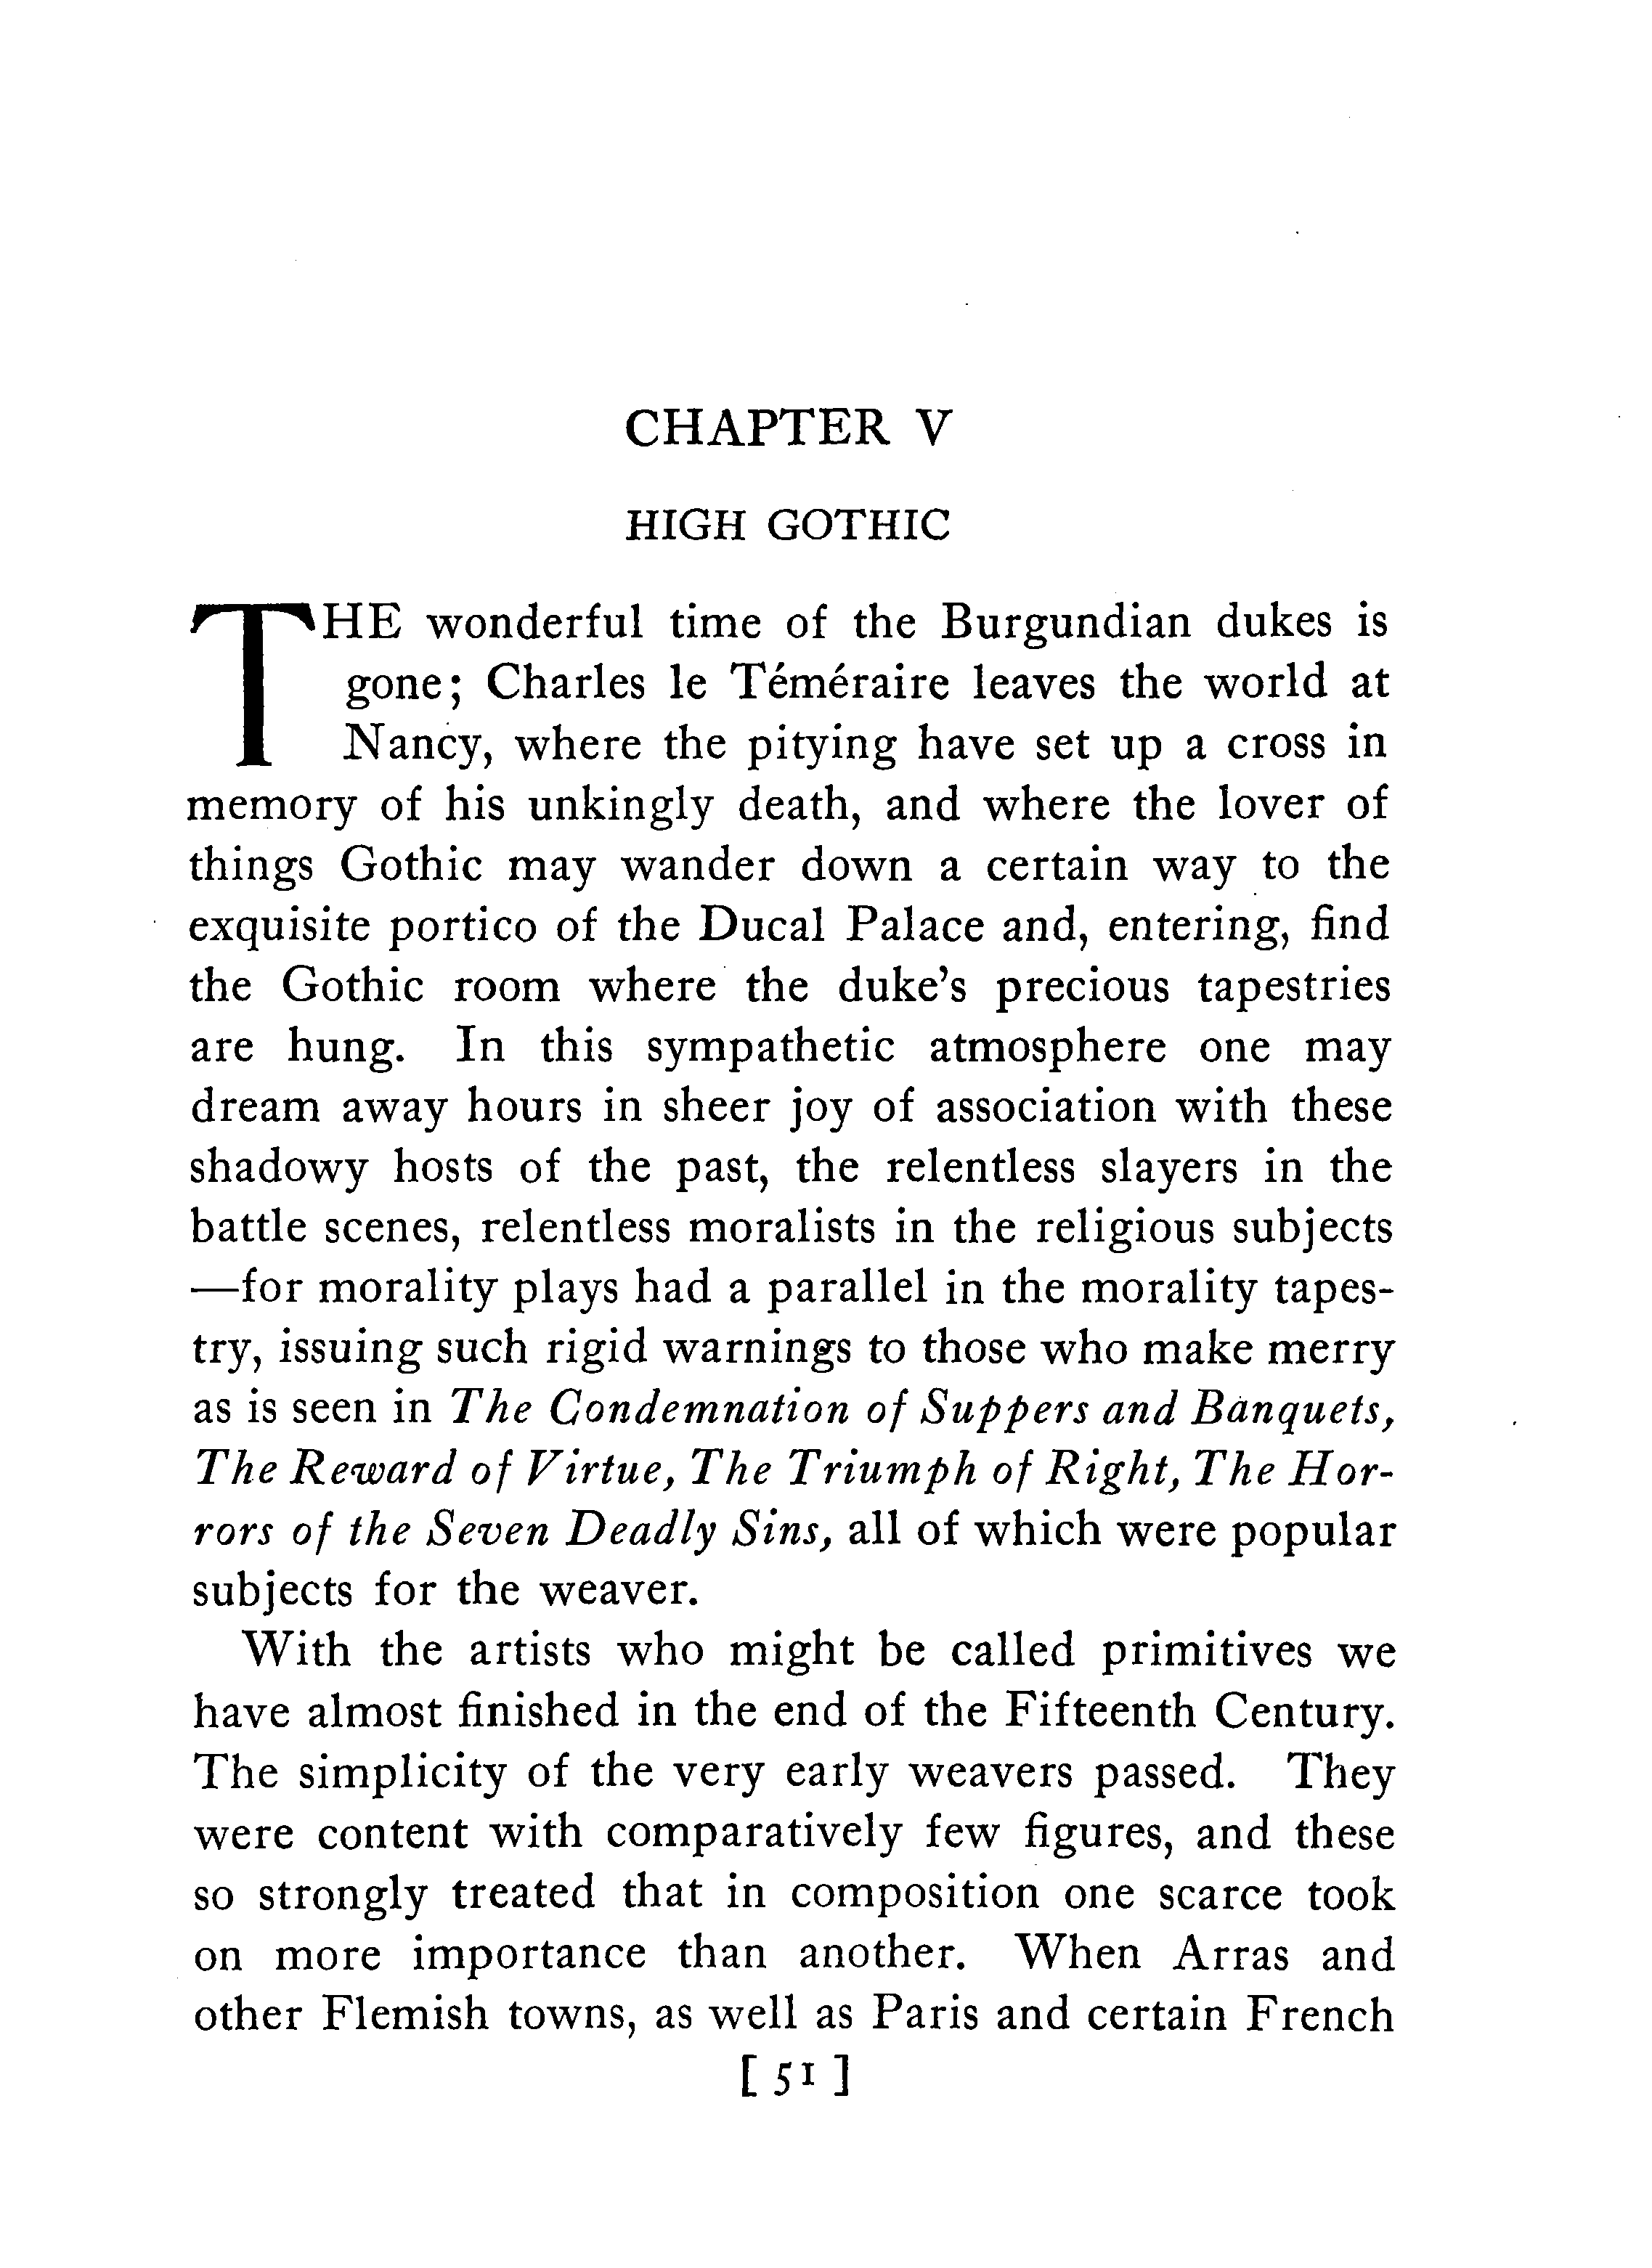 CHAPTER V
HIGH GOTHIC
THE wonderful time of the Burgundian dukes is
gone; Charles le Téméraire leaves the world at
Nancy, where the pitying have set up a cross in
memory of his unkingly death, and where the lover of
things Gothic may wander down a certain way to the
exquisite portico of the Ducal Palace and, entering, find
the Gothic room where the duke's precious tapestries
are hung. In this sympathetic atmosphere one may
dream away hours in sheer joy of association with these
shadowy hosts of the past, the relentless slayers in the
battle scenes, relentless moralists in the religious subjects
—for morality plays had a parallel in the morality tapes-
try, issuing such rigid warnings to those who make merry
as is seen in The Condemnation of Suppers and Banquets,
The Reward of Virtue, The Triumph of Right, The Hor-
rors of the Seven Deadly Sins, all of which were popular
subjects for the weaver.
With the artists who might be called primitives we
have almost finished in the end of the Fifteenth Century.
The simplicity of the very early weavers passed. They
were content with comparatively few figures, and these
so strongly treated that in composition one scarce took
on more importance than another. When Arras and
other Flemish towns, as well as Paris and certain French
[ 51 ]